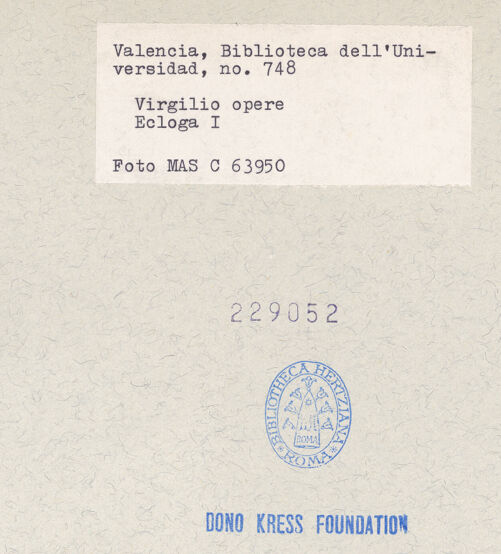 Valencia, Biblioteca dell'Uni-
versidad, no. 748
Virgilio opere
Ecloga I
Foto MAS C 63950
229052
BIBLIOTHECA HERTZIANA
ROMA
ROMA
DONO KRESS FOUNDATION